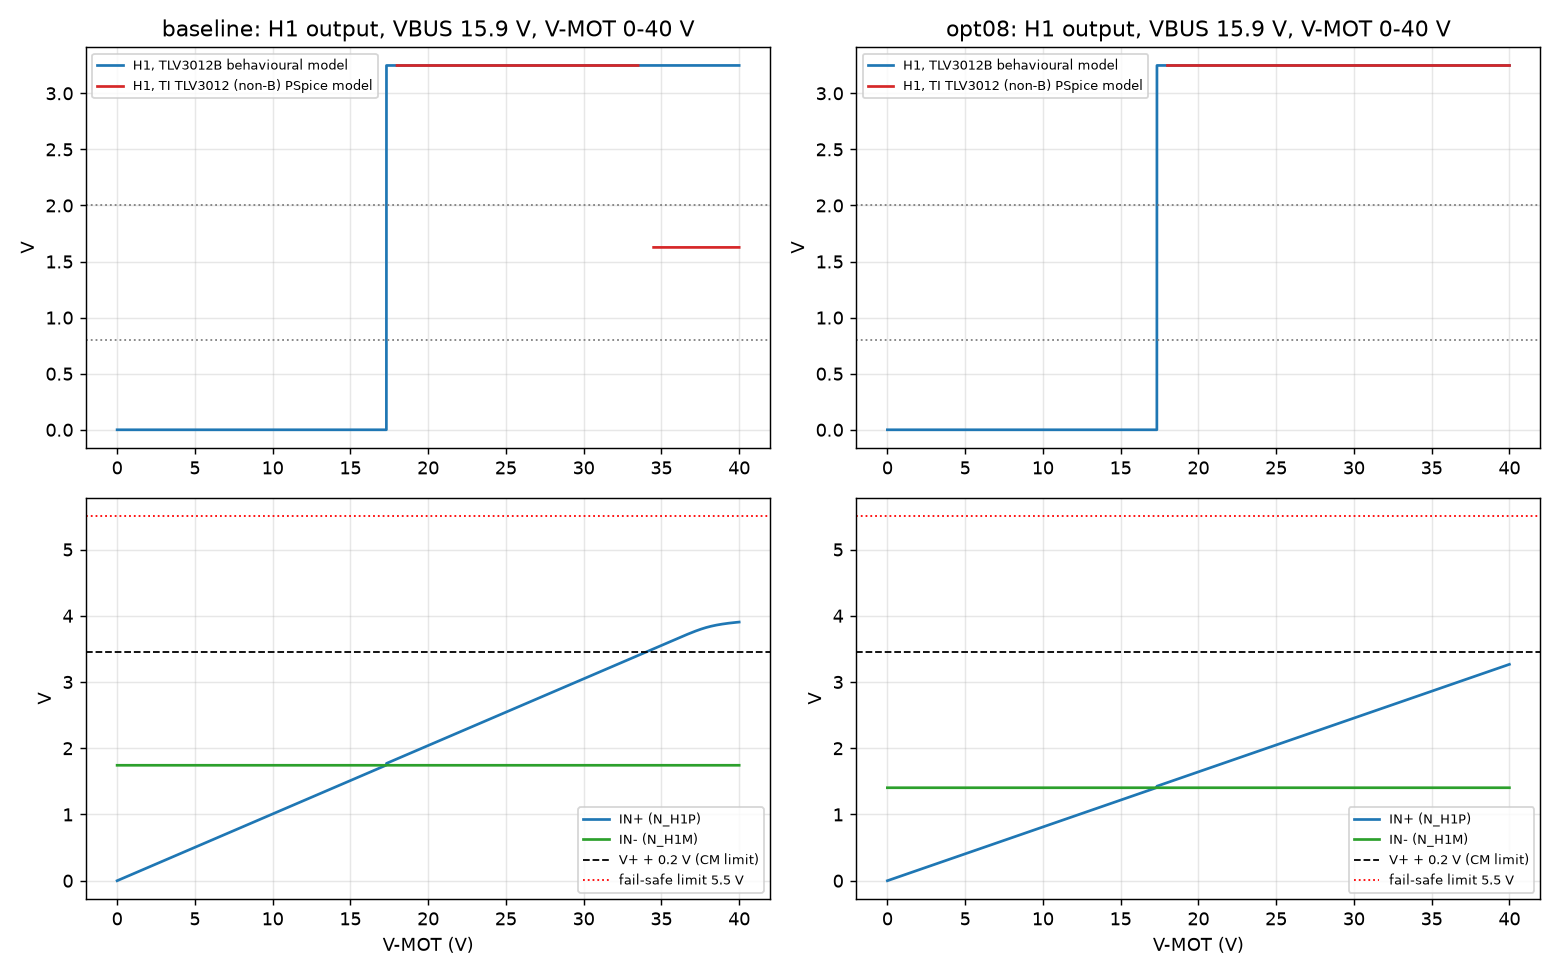 baseline: H1 output, VBUS 15.9 V, V-MOT 0-40 V
H1, TLV3012B behavioural model
H1, TI TLV3012 (non-B) PSpice model
V
3.0
2.5
2.0
1.5
1.0
0.5
0.0
0 5 10 15 20 25 30 35 40
opt08: H1 output, VBUS 15.9 V, V-MOT 0-40 V
H1, TLV3012B behavioural model
H1, TI TLV3012 (non-B) PSpice model
V
3.0
2.5
2.0
1.5
1.0
0.5
0.0
0 5 10 15 20 25 30 35 40
V
5
4
3
2
1
0
IN+ (N_H1P)
IN- (N_H1M)
V+ + 0.2 V (CM limit)
fail-safe limit 5.5 V
0 5 10 15 20 25 30 35 40
V-MOT (V)
V
5
4
3
2
1
0
IN+ (N_H1P)
IN- (N_H1M)
V+ + 0.2 V (CM limit)
fail-safe limit 5.5 V
0 5 10 15 20 25 30 35 40
V-MOT (V)